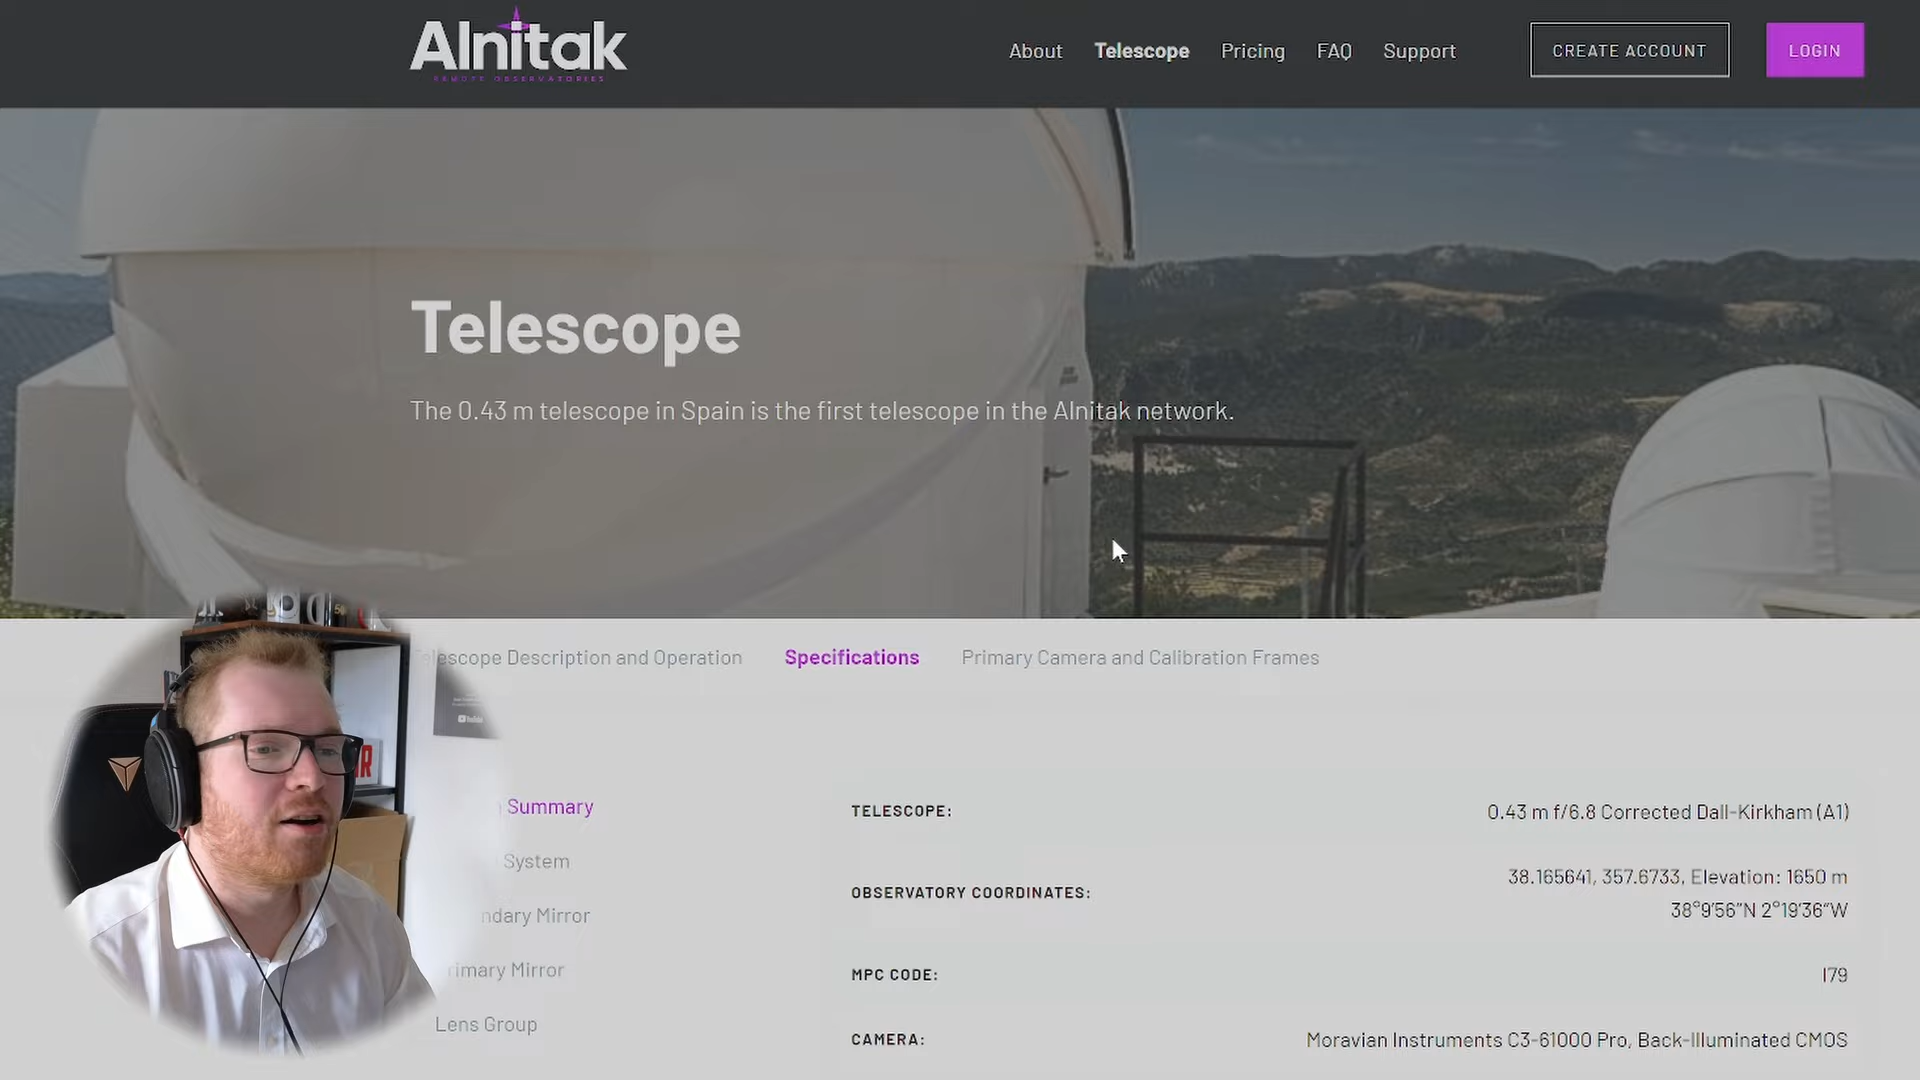 Alnitak
REMOTE OBSERVATORIES
About
Telescope
Pricing
FAQ
Support
CREATE ACCOUNT
LOGIN
Telescope
The 0.43 m telescope in Spain is the first telescope in the Alnitak network.
Description and Operation
Specifications
Primary Camera and Calibration Frames
YouTube
Summary
System
Mirror
Mirror
Lens Group
TELESCOPE:
0.43 m f/6.8 Corrected Dall-Kirkham (A1)
OBSERVATORY COORDINATES:
38.165641, 357.6733, Elevation: 1650 m
38°9'56"N 2°19'36"W
MPC CODE:
I79
CAMERA:
Moravian Instruments C3-61000 Pro, Back-Illuminated CMOS